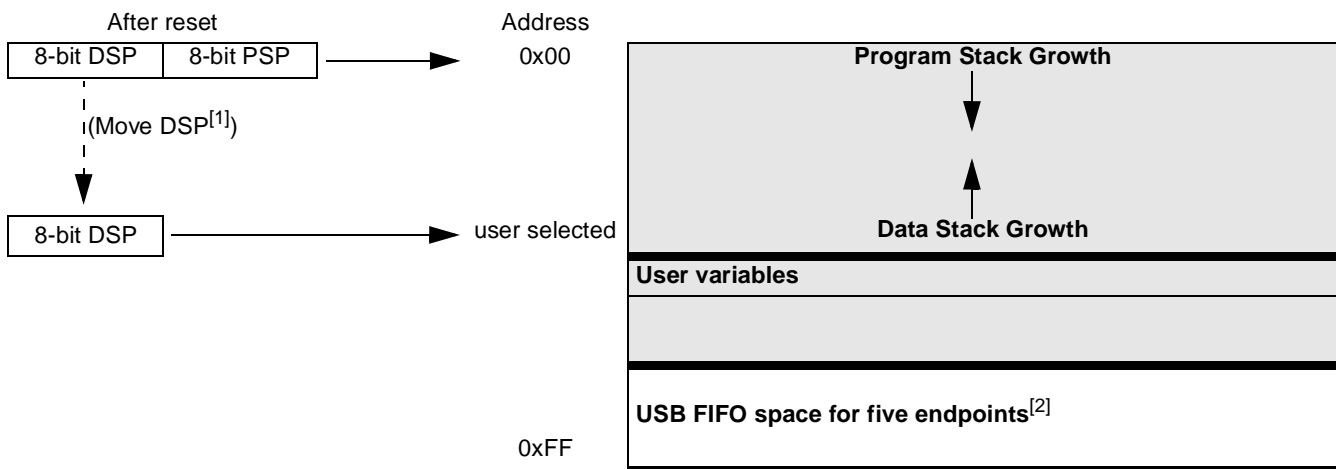 After reset
Address
8-bit DSP
8-bit PSP
0x00
Program Stack Growth
(Move DSP[1])
8-bit DSP
user selected
Data Stack Growth
User variables
USB FIFO space for five endpoints[2]
0xFF